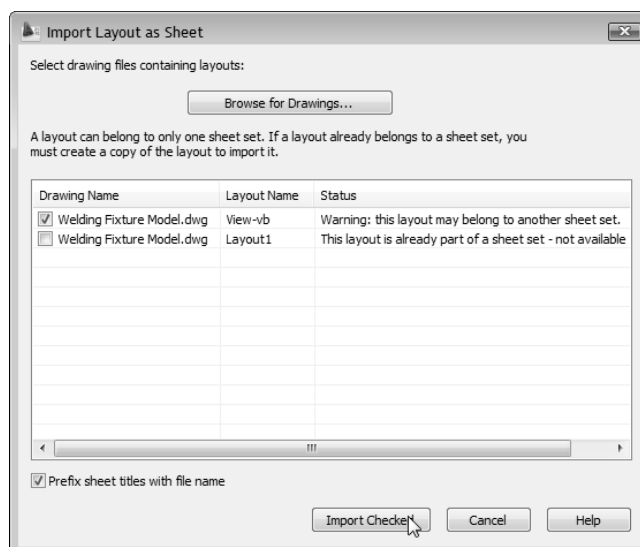 Import Layout as Sheet
Select drawing files containing layouts:
Browse for Drawings...
A layout can belong to only one sheet set. If a layout already belongs to a sheet set, you
must create a copy of the layout to import it.
Drawing Name Layout Name Status
Welding Fixture Model.dwg View-vb Warning: this layout may belong to another sheet set.
Welding Fixture Model.dwg Layout1 This layout is already part of a sheet set - not available
Prefix sheet titles with file name
Import Checked Cancel Help